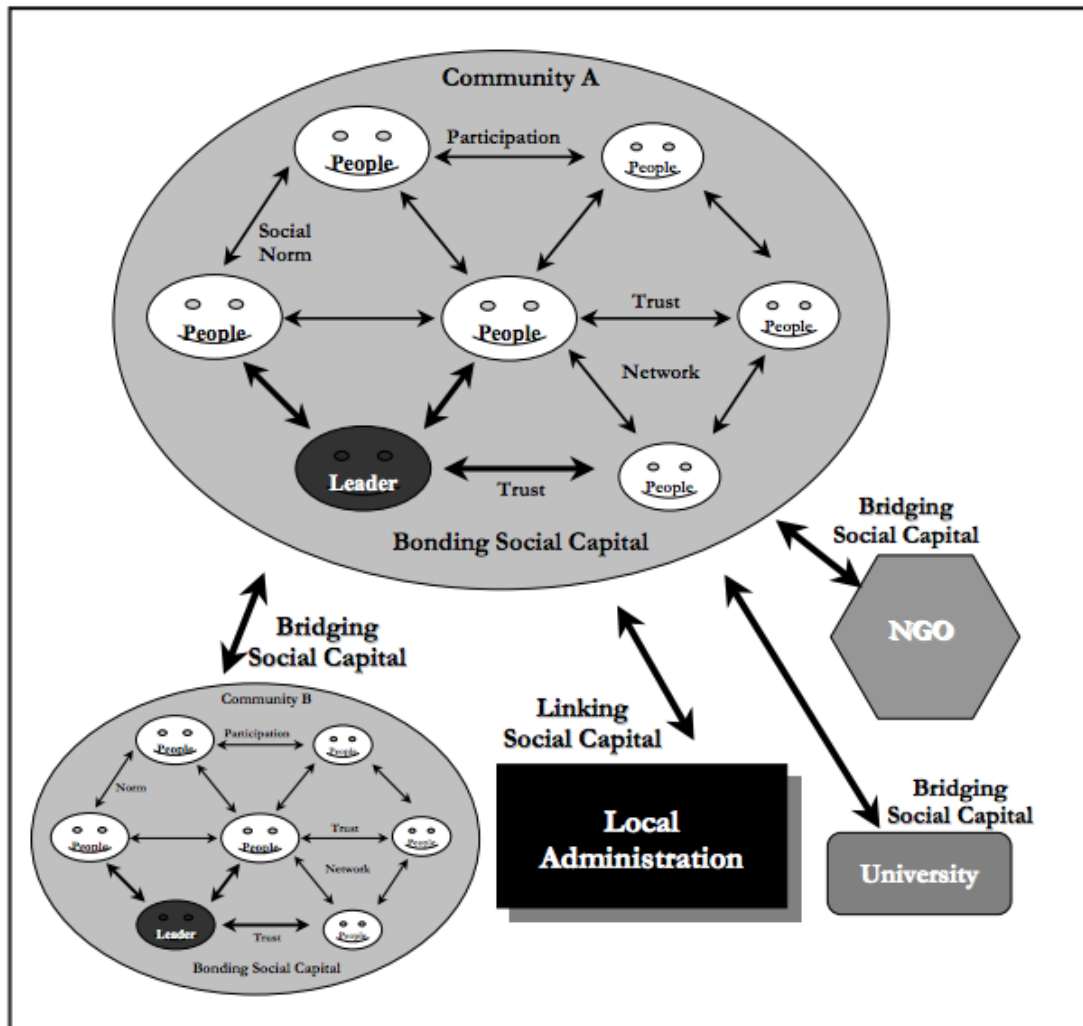 Community A
Participation
People
People
Social
Norm
People
People
Trust
People
Network
Leader
Trust
People
Bonding Social Capital
Bridging
Social Capital
NGO
Bridging
Social Capital
Linking
Social Capital
Local
Administration
Bridging
Social Capital
University
Community B
Participation
People
People
Norm
People
People
Trust
People
Network
Leader
Trust
People
Bonding Social Capital